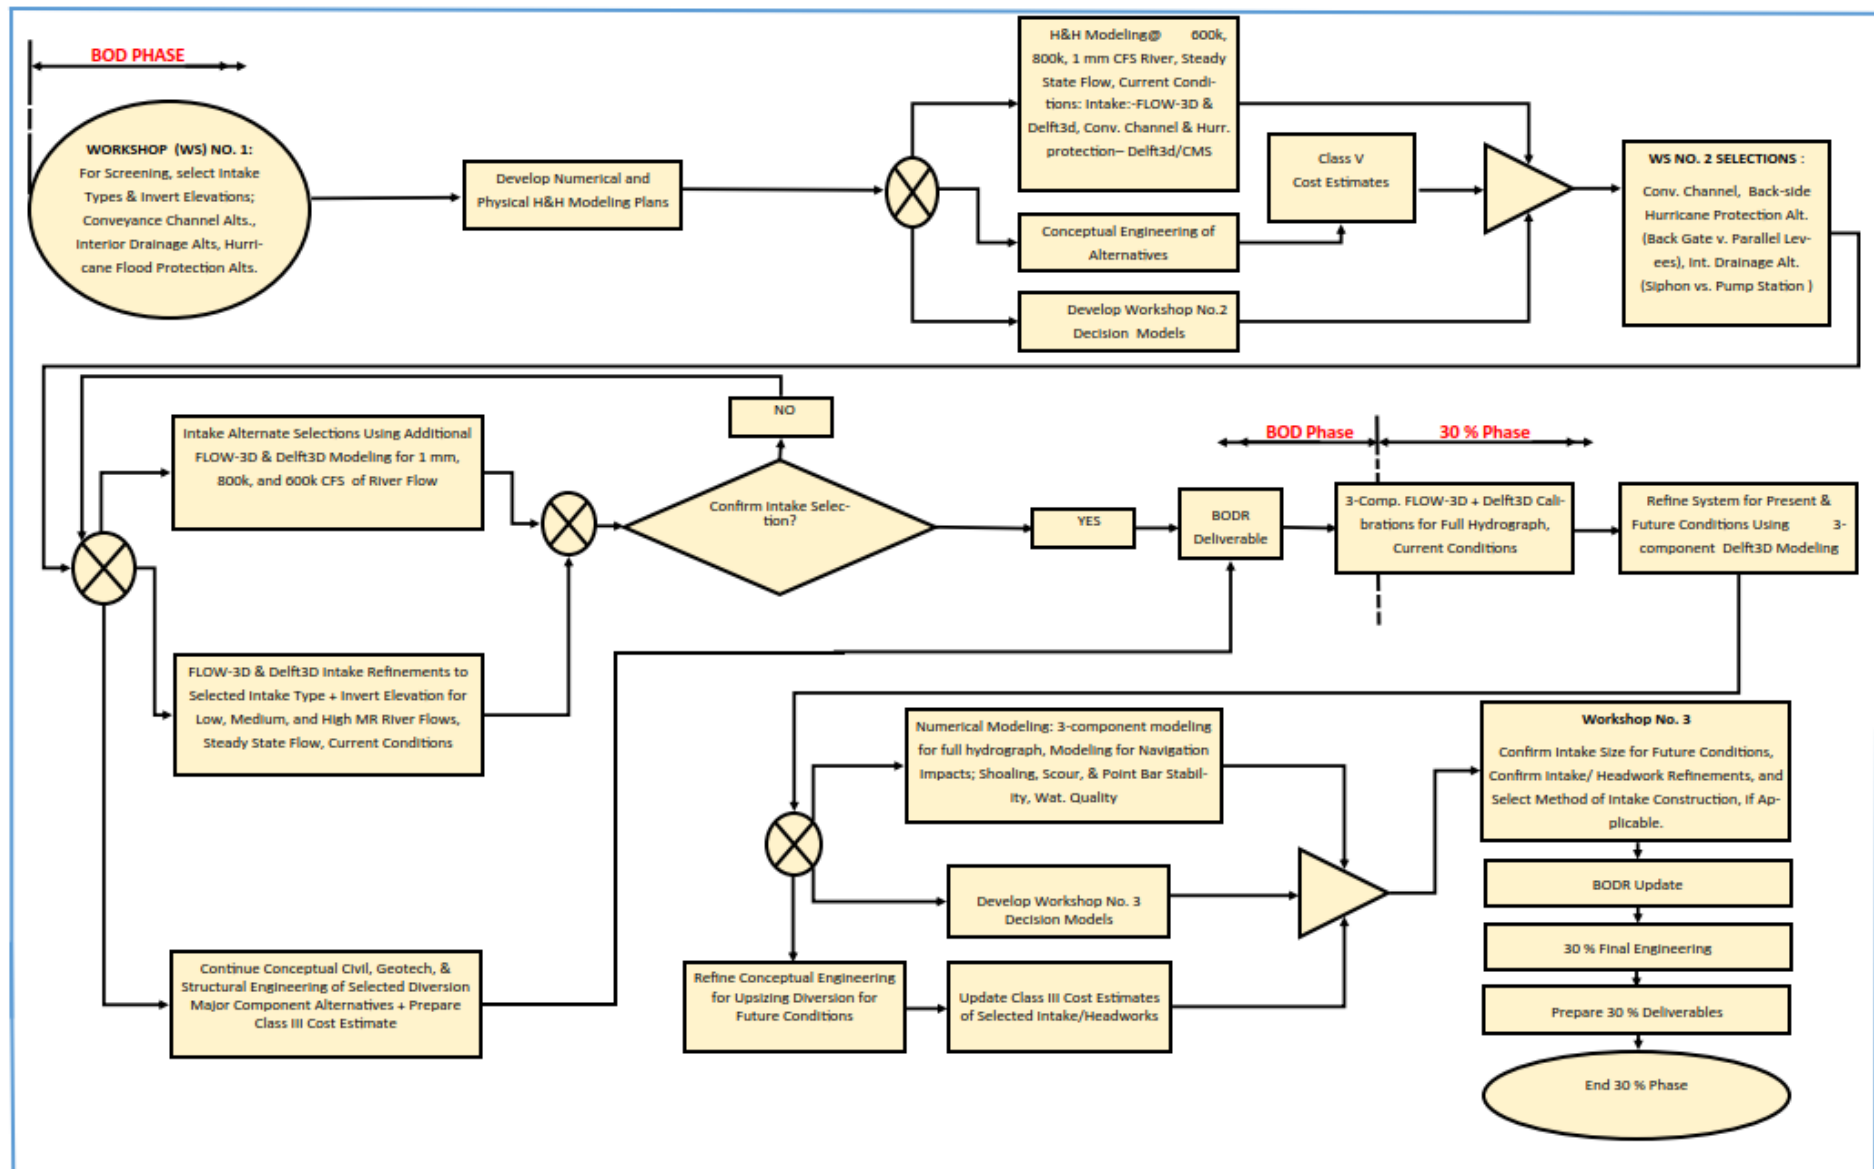 BOD PHASE
WORKSHOP (WS) NO. 1:
For Screening, select Intake
Types & Invert Elevations;
Conveyance Channel Alts.,
Interior Drainage Alts, Hurri-
cane Flood Protection Alts.
Develop Numerical and
Physical H&H Modeling Plans
H&H Modeling@ 600k,
800k, 1 mm CFS River, Steady
State Flow, Current Condi-
tions: Intake:-FLOW-3D &
Delft3d, Conv. Channel & Hurr.
protection– Delft3d/CMS
Conceptual Engineering of
Alternatives
Develop Workshop No.2
Decision Models
Class V
Cost Estimates
WS NO. 2 SELECTIONS :
Conv. Channel, Back-side
Hurricane Protection Alt.
(Back Gate v. Parallel Lev-
ees), Int. Drainage Alt.
(Siphon vs. Pump Station )
Intake Alternate Selections Using Additional
FLOW-3D & Delft3D Modeling for 1 mm,
800k, and 600k CFS of River Flow
FLOW-3D & Delft3D Intake Refinements to
Selected Intake Type + Invert Elevation for
Low, Medium, and High MR River Flows,
Steady State Flow, Current Conditions
Continue Conceptual Civil, Geotech, &
Structural Engineering of Selected Diversion
Major Component Alternatives + Prepare
Class III Cost Estimate
NO
Confirm Intake Selec-
tion?
YES
BODR
Deliverable
BOD Phase
30 % Phase
3-Comp. FLOW-3D + Delft3D Cali-
brations for Full Hydrograph,
Current Conditions
Refine System for Present &
Future Conditions Using 3-
component Delft3D Modeling
Numerical Modeling: 3-component modeling
for full hydrograph, Modeling for Navigation
Impacts; Shoaling, Scour, & Point Bar Stabil-
ity, Wat. Quality
Develop Workshop No. 3
Decision Models
Refine Conceptual Engineering
for Upsizing Diversion for
Future Conditions
Update Class III Cost Estimates
of Selected Intake/Headworks
Workshop No. 3
Confirm Intake Size for Future Conditions,
Confirm Intake/ Headwork Refinements, and
Select Method of Intake Construction, If Ap-
plicable.
BODR Update
30 % Final Engineering
Prepare 30 % Deliverables
End 30 % Phase